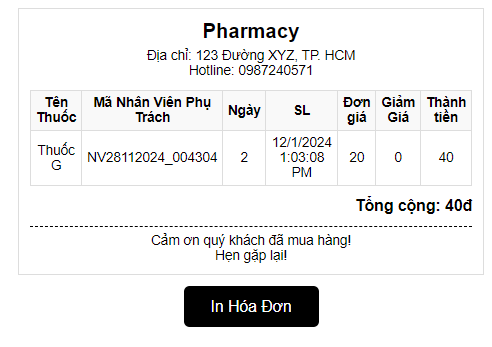 Pharmacy
Địa chỉ: 123 Đường XYZ, TP. HCM
Hotline: 0987240571
Tên Thuốc Mã Nhân Viên Phụ Trách Ngày SL Đơn giá Giảm Giá Thành tiền
Thuốc G NV28112024_004304 2 12/1/2024 1:03:08 PM 20 0 40
Tổng cộng: 40đ
Cảm ơn quý khách đã mua hàng!
Hẹn gặp lại!
In Hóa Đơn